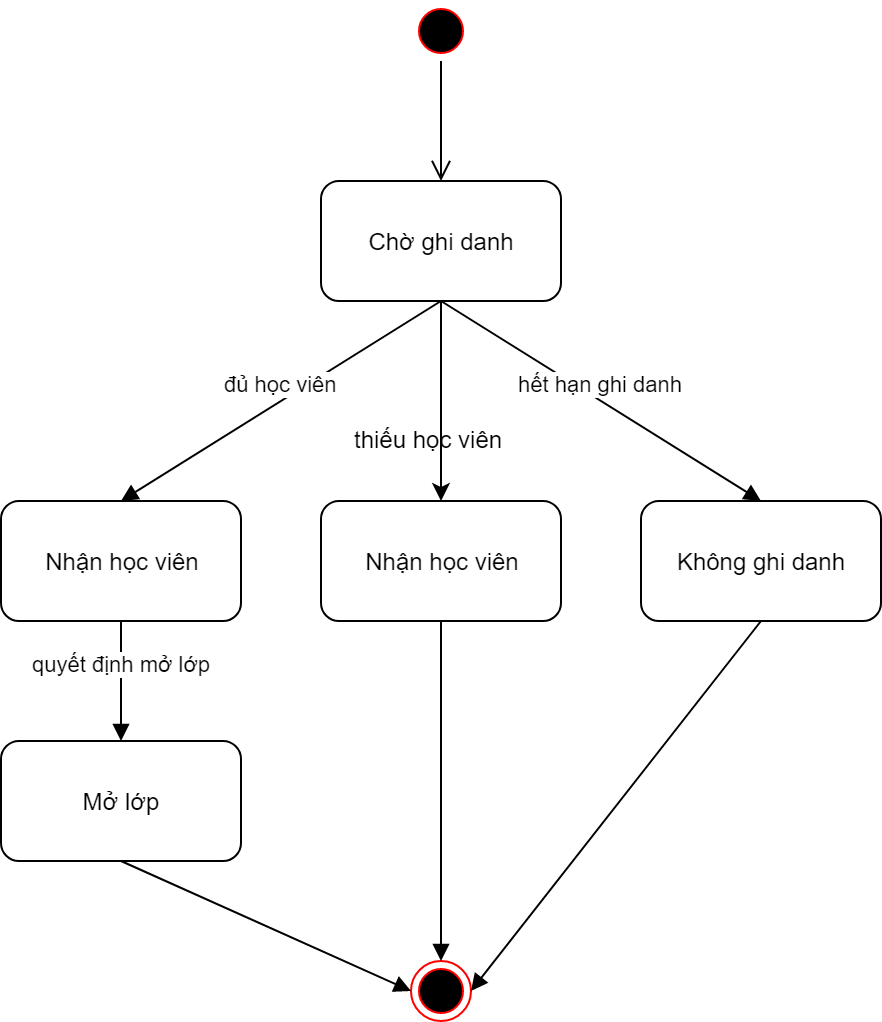 Chờ ghi danh
đủ học viên
hết hạn ghi danh
thiếu học viên
Nhận học viên
Nhận học viên
Không ghi danh
quyết định mở lớp
Mở lớp